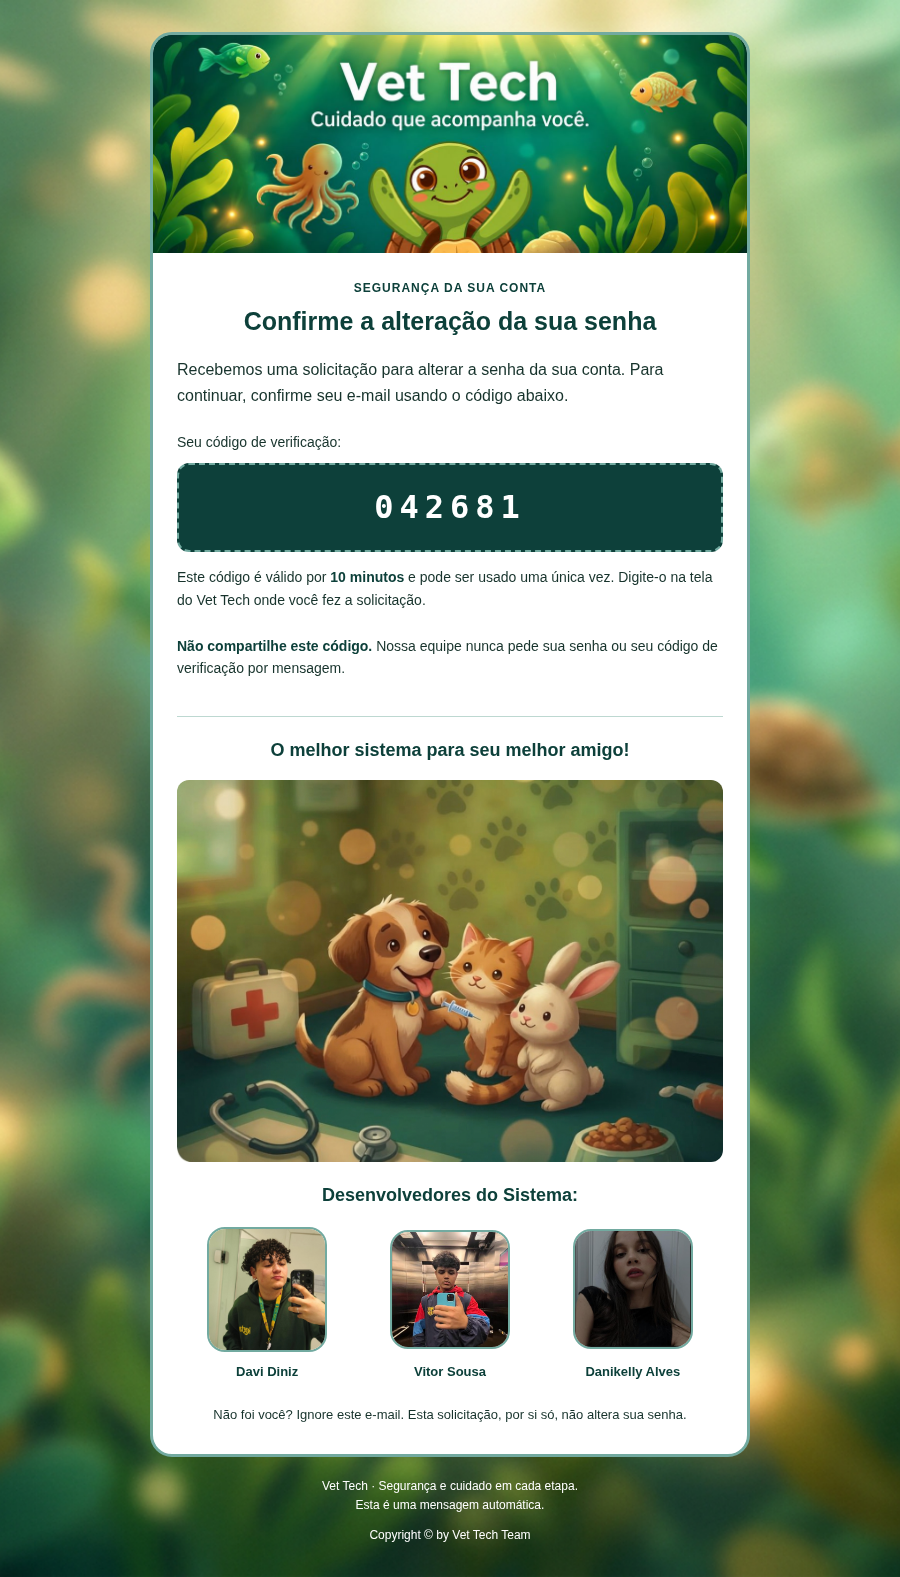 Vet Tech
Cuidado que acompanha você.
SEGURANÇA DA SUA CONTA
Confirme a alteração da sua senha
Recebemos uma solicitação para alterar a senha da sua conta. Para
continuar, confirme seu e-mail usando o código abaixo.
Seu código de verificação:
042681
Este código é válido por 10 minutos e pode ser usado uma única vez. Digite-o na tela
do Vet Tech onde você fez a solicitação.
Não compartilhe este código. Nossa equipe nunca pede sua senha ou seu código de
verificação por mensagem.
O melhor sistema para seu melhor amigo!
Desenvolvedores do Sistema:
Davi Diniz
Vitor Sousa
Danikelly Alves
Não foi você? Ignore este e-mail. Esta solicitação, por si só, não altera sua senha.
Vet Tech · Segurança e cuidado em cada etapa.
Esta é uma mensagem automática.
Copyright © by Vet Tech Team